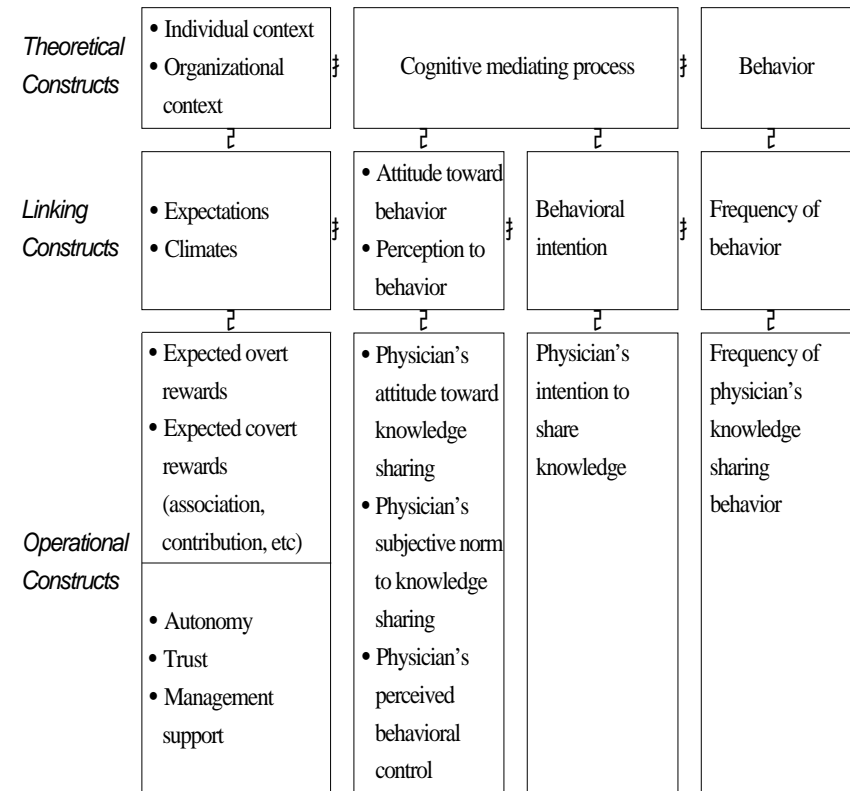 Theoretical
Constructs
• Individual context
• Organizational
context
Cognitive mediating process
Behavior
Linking
Constructs
• Expectations
• Climates
• Attitude toward
behavior
• Perception to
behavior
Behavioral
intention
Frequency of
behavior
Operational
Constructs
• Expected overt
rewards
• Expected covert
rewards
(association,
contribution, etc)
• Autonomy
• Trust
• Management
support
• Physician's
attitude toward
knowledge
sharing
• Physician's
subjective norm
to knowledge
sharing
• Physician's
perceived
behavioral
control
Physician's
intention to
share
knowledge
Frequency of
physician's
knowledge
sharing
behavior